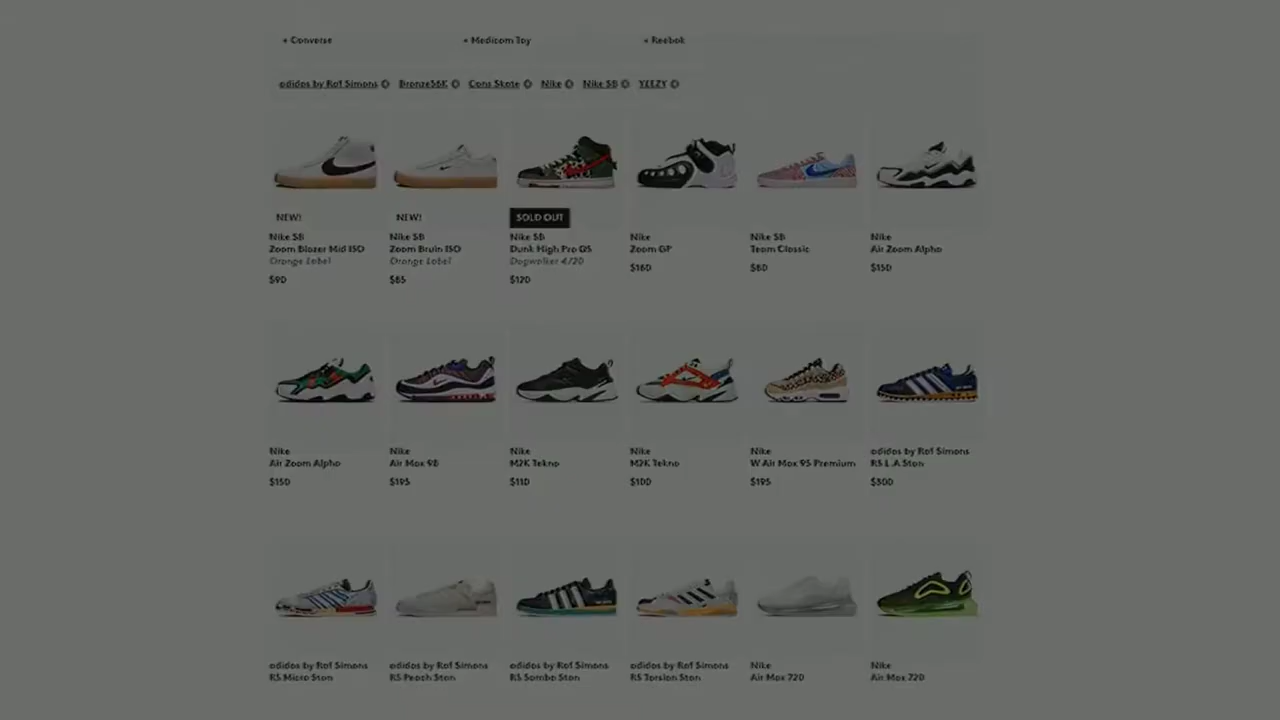 + Converse + Medicom Toy + Reebok
adidas by Raf Simons Bronze56K Cons Skate Nike Nike SB YEEZY
NEW! NEW! SOLD OUT
Nike SB Nike SB Nike SB Nike Nike SB Nike
Zoom Blazer Mid ISO Zoom Bruin ISO Dunk High Pro QS Zoom GP Team Classic Air Zoom Alpha
Orange Label Orange Label Dogwalker 4/20
$160 $80 $150
$90 $85 $120
Nike Nike Nike Nike Nike adidas by Raf Simons
Air Zoom Alpha Air Max 98 M2K Tekno M2K Tekno W Air Max 95 Premium RS L.A Stan
$150 $195 $110 $100 $195 $300
adidas by Raf Simons adidas by Raf Simons adidas by Raf Simons adidas by Raf Simons Nike Nike
RS Micro Stan RS Peach Stan RS Samba Stan RS Torsion Stan Air Max 720 Air Max 720